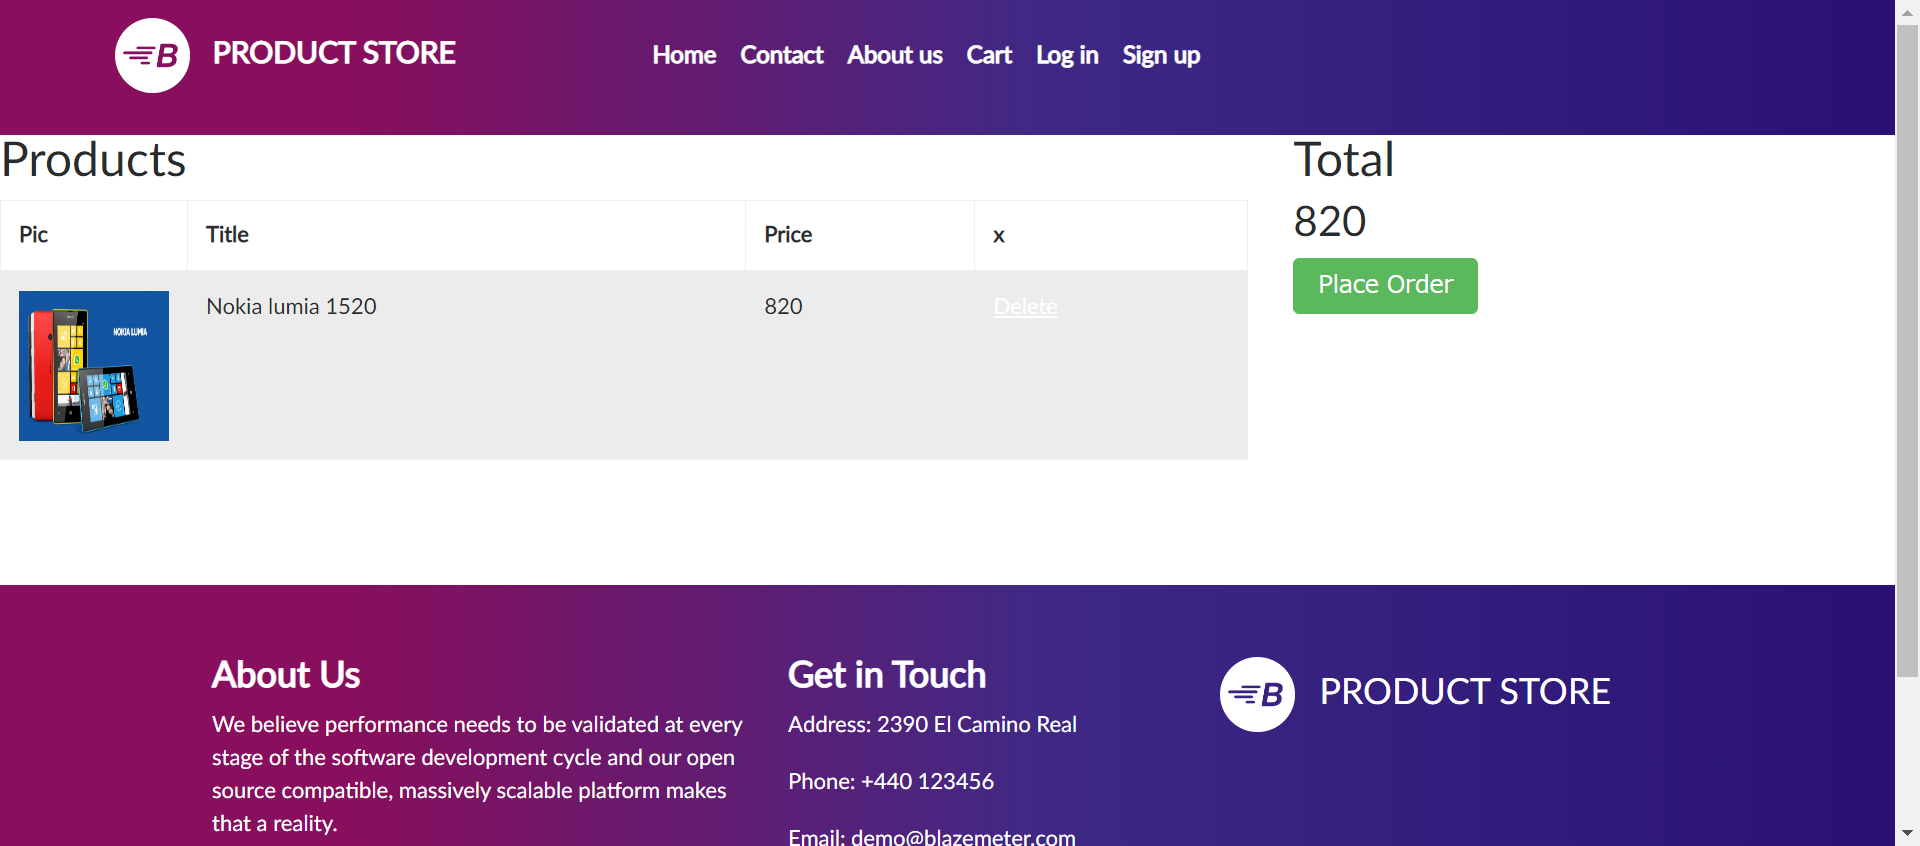 B PRODUCT STORE Home Contact About us Cart Log in Sign up
Products
Pic Title Price x
Nokia lumia 1520 820 Delete
NOKIA LUMIA
Total
820
Place Order
About Us
We believe performance needs to be validated at every
stage of the software development cycle and our open
source compatible, massively scalable platform makes
that a reality.
Get in Touch
Address: 2390 El Camino Real
Phone: +440 123456
Email: demo@blazemeter.com
B PRODUCT STORE